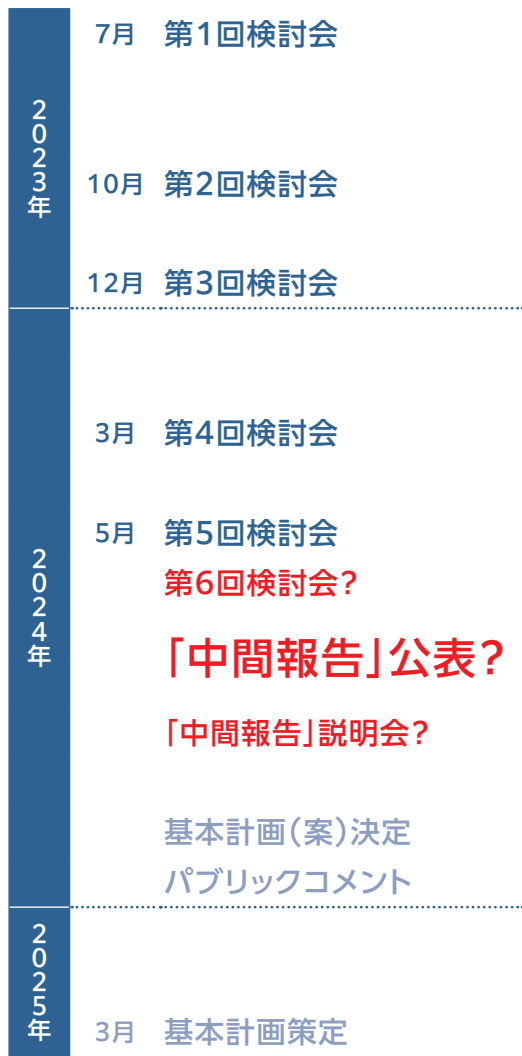 2023年
7月 第1回検討会
10月 第2回検討会
12月 第3回検討会
2024年
3月 第4回検討会
5月 第5回検討会
第6回検討会?
「中間報告」公表?
「中間報告」説明会?
基本計画(案)決定
パブリックコメント
2025年
3月 基本計画策定